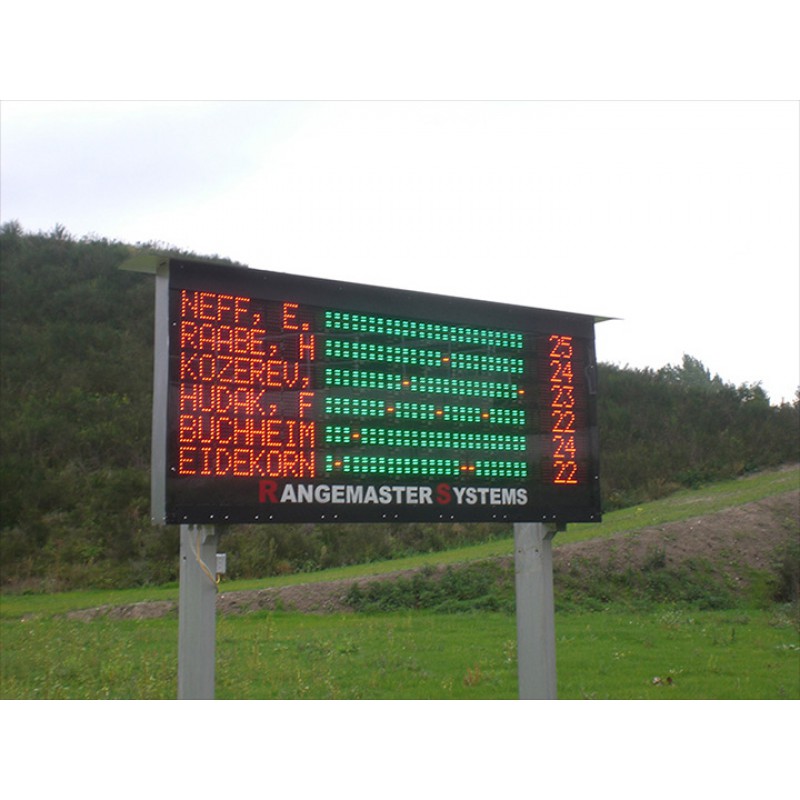 NEFF, E. 25
RAABE, H 24
KOZEREV, 23
HUDAK, F 22
BUCHHEIM 24
EIDEKORN 22
RANGEMASTER SYSTEMS